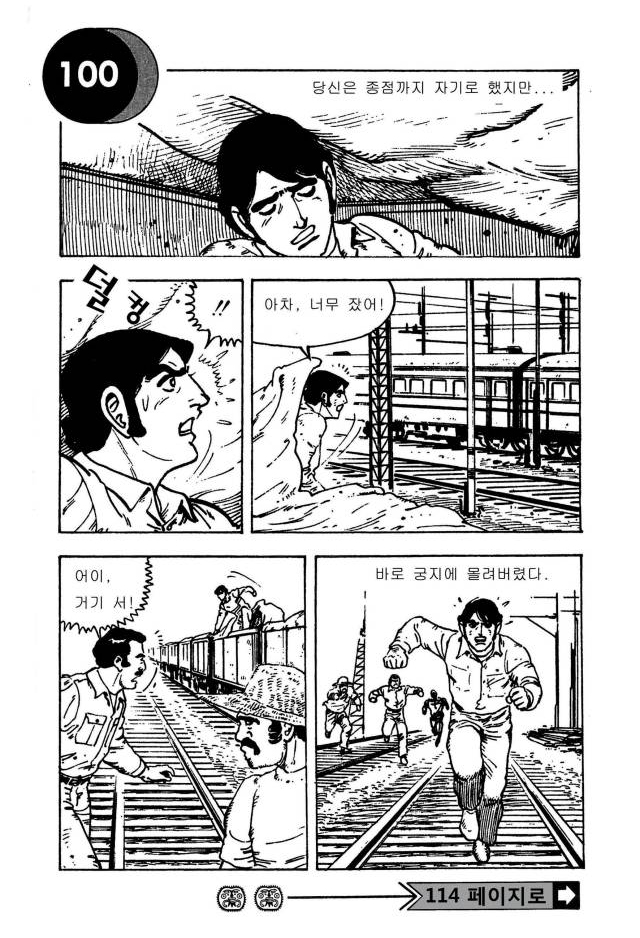 100
당신은 종점까지 자기로 했지만...
덜컹
!!
아차, 너무 잤어!
어이,
거기 서!
바로 궁지에 몰려버렸다.
114 페이지로